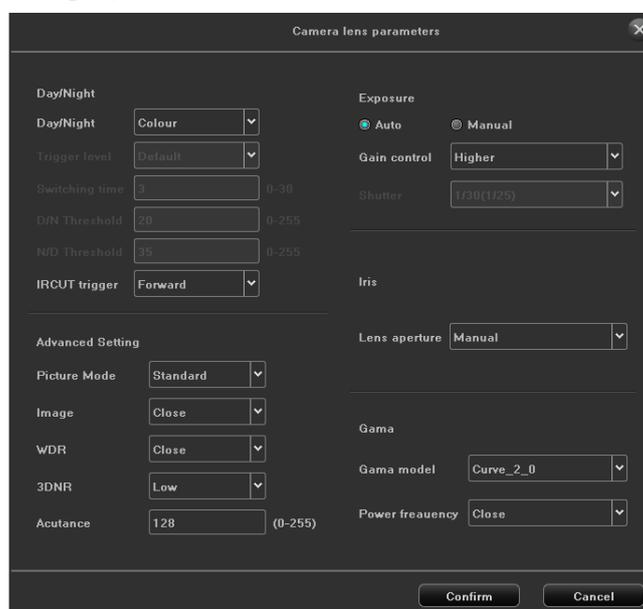 Camera lens parameters
Day/Night
Day/Night Colour
Trigger level Default
Switching time 3 0-30
D/N Threshold 20 0-255
N/D Threshold 35 0-255
IRCUT trigger Forward
Advanced Setting
Picture Mode Standard
Image Close
WDR Close
3DNR Low
Acutance 128 (0-255)
Exposure
Auto Manual
Gain control Higher
Shutter 1/30(1/25)
Iris
Lens aperture Manual
Gama
Gama model Curve_2_0
Power freauency Close
Confirm Cancel